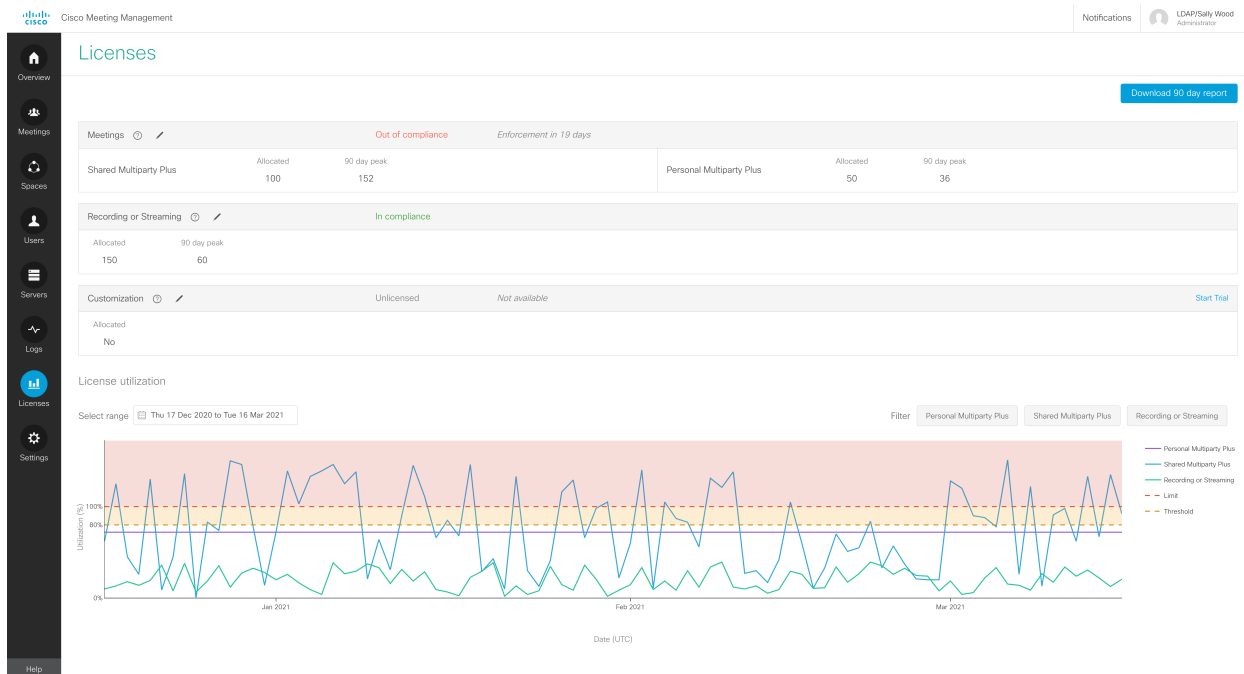 CISCO
Cisco Meeting Management
Notifications
LDAP/Sally Wood
Administrator
Overview
Meetings
Spaces
Users
Servers
Logs
Licenses
Settings
Help
Licenses
Download 90 day report
Meetings ? Out of compliance Enforcement in 19 days
Shared Multiparty Plus
Allocated 90 day peak
100 152
Personal Multiparty Plus
Allocated 90 day peak
50 36
Recording or Streaming ? In compliance
Allocated 90 day peak
150 60
Customization ? Unlicensed Not available Start Trial
Allocated
No
License utilization
Select range Thu 17 Dec 2020 to Tue 16 Mar 2021
Filter Personal Multiparty Plus Shared Multiparty Plus Recording or Streaming
Utilization (%)
100%
80%
0%
Jan 2021 Feb 2021 Mar 2021
Date (UTC)
Personal Multiparty Plus
Shared Multiparty Plus
Recording or Streaming
Limit
Threshold